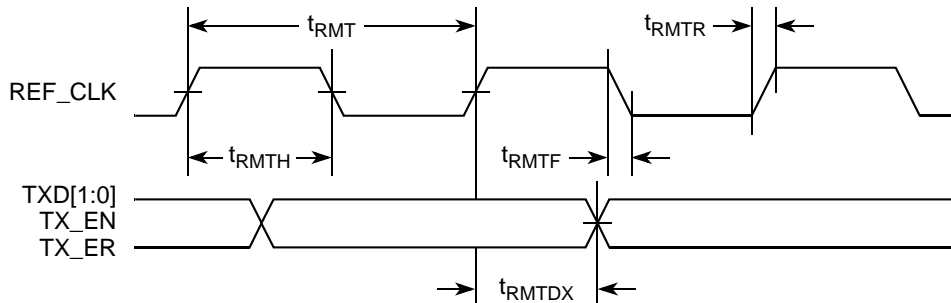 tRMT
tRMTR
REF_CLK
tRMTH
tRMTF
TXD[1:0]
TX_EN
TX_ER
tRMTDX